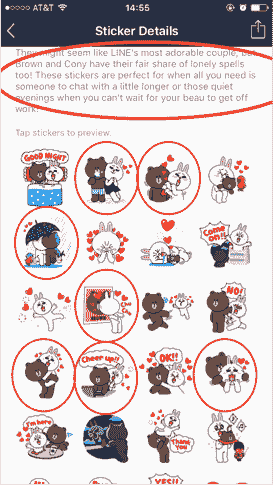 AT&T
14:55
Sticker Details
They might seem like LINE's most adorable couple, but
Brown and Cony have their fair share of lonely spells
too! These stickers are perfect for when all you need is
someone to chat with a little longer or those quiet
evenings when you can't wait for your beau to get off
work.
Tap stickers to preview.
GOOD NIGHT
Come on!!
NO!
Cheer up!!
OK!!
I'm here
Thank you
YES!!